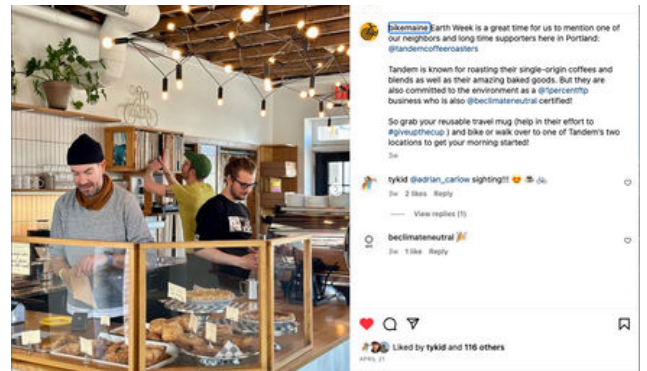 bikemaine Earth Week is a great time for us to mention one of
our neighbors and long time supporters here in Portland:
@tandemcoffeeroasters
Tandem is known for roasting their single-origin coffees and
blends as well as their amazing baked goods. But they are
also committed to the environment as a @1percentftp
business who is also @beclimateneutral certified!
So grab your reusable travel mug (help in their effort to
#giveupthecup ) and bike or walk over to one of Tandem's two
locations to get your morning started!
3w
tykid @adrian_carlow sighting!!! 😍 ☕ 🚲
3w 2 likes Reply
View replies (1)
beclimateneutral 🎉
3w 1 like Reply
Liked by tykid and 116 others
APRIL 21